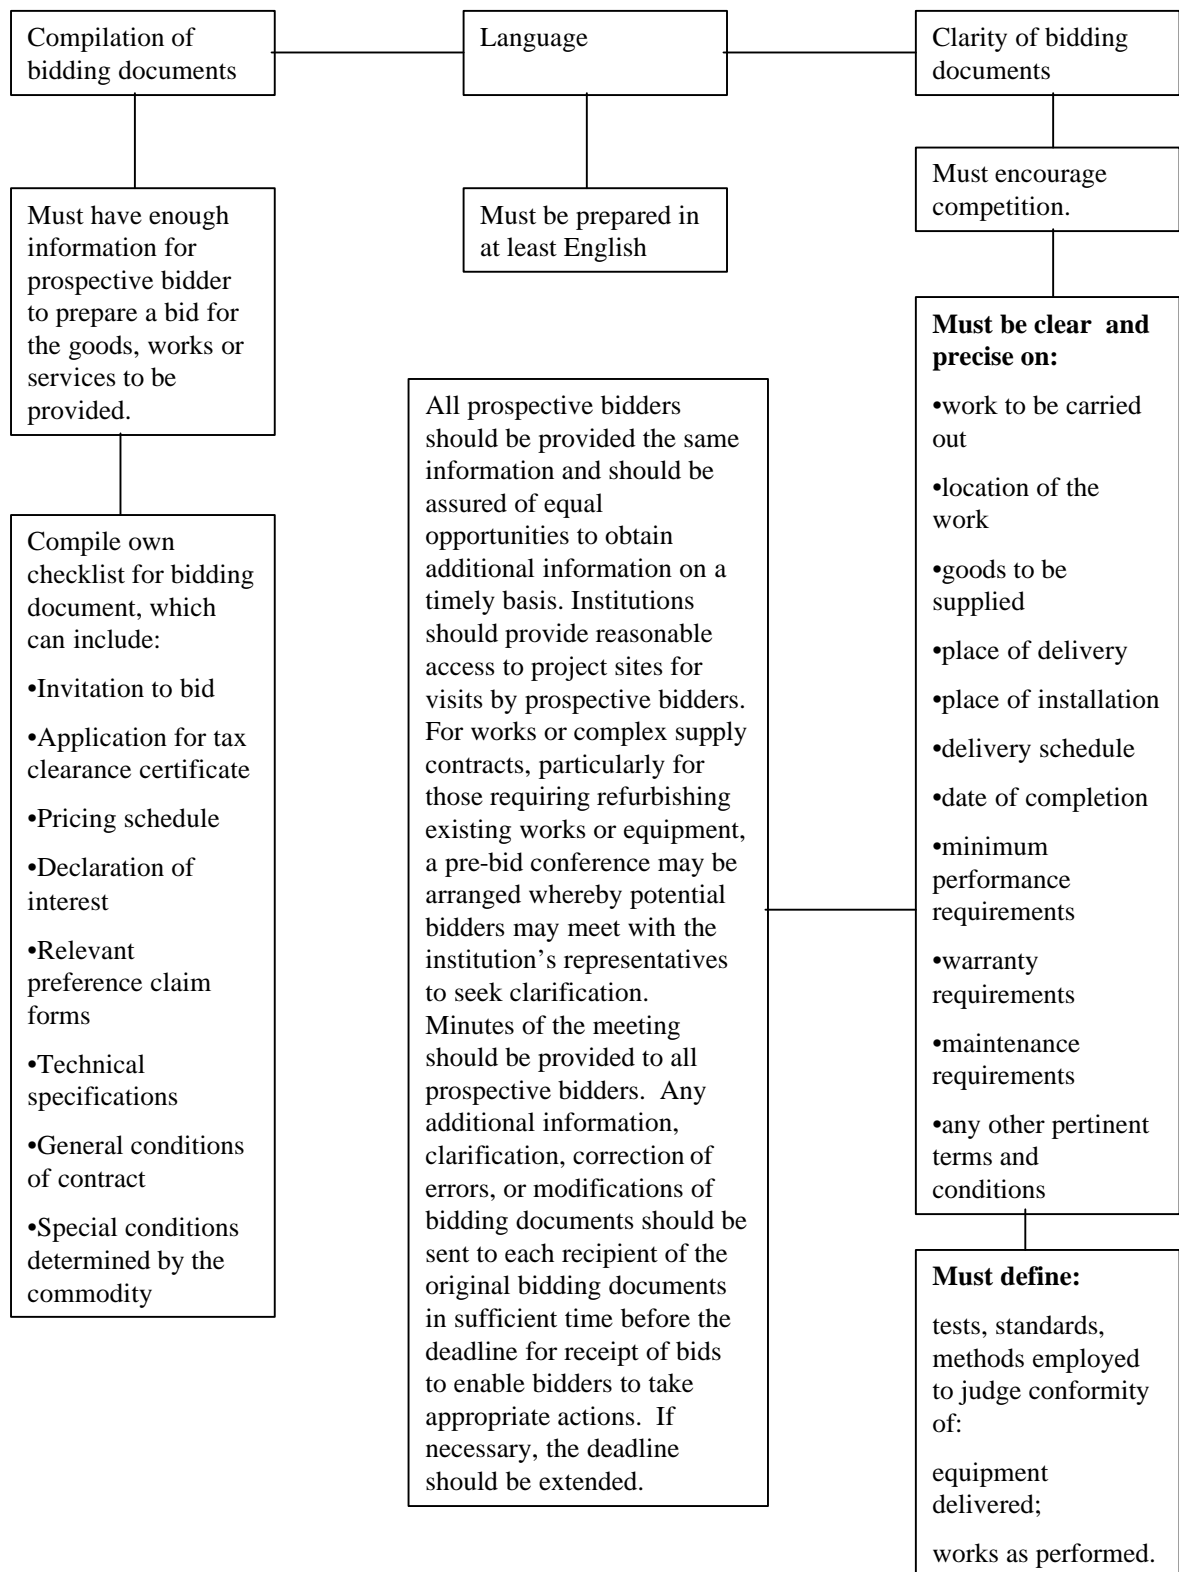 Compilation of
bidding documents
Language
Clarity of bidding
documents
Must have enough
information for
prospective bidder
to prepare a bid for
the goods, works or
services to be
provided.
Must be prepared in
at least English
Must encourage
competition.
Compile own
checklist for bidding
document, which
can include:
•Invitation to bid
•Application for tax
clearance certificate
•Pricing schedule
•Declaration of
interest
•Relevant
preference claim
forms
•Technical
specifications
•General conditions
of contract
•Special conditions
determined by the
commodity
All prospective bidders
should be provided the same
information and should be
assured of equal
opportunities to obtain
additional information on a
timely basis. Institutions
should provide reasonable
access to project sites for
visits by prospective bidders.
For works or complex supply
contracts, particularly for
those requiring refurbishing
existing works or equipment,
a pre-bid conference may be
arranged whereby potential
bidders may meet with the
institution’s representatives
to seek clarification.
Minutes of the meeting
should be provided to all
prospective bidders.  Any
additional information,
clarification, correction of
errors, or modifications of
bidding documents should be
sent to each recipient of the
original bidding documents
in sufficient time before the
deadline for receipt of bids
to enable bidders to take
appropriate actions.  If
necessary, the deadline
should be extended.
Must be clear  and
precise on:
•work to be carried
out
•location of the
work
•goods to be
supplied
•place of delivery
•place of installation
•delivery schedule
•date of completion
•minimum
performance
requirements
•warranty
requirements
•maintenance
requirements
•any other pertinent
terms and
conditions
Must define:
tests, standards,
methods employed
to judge conformity
of:
equipment
delivered;
works as performed.